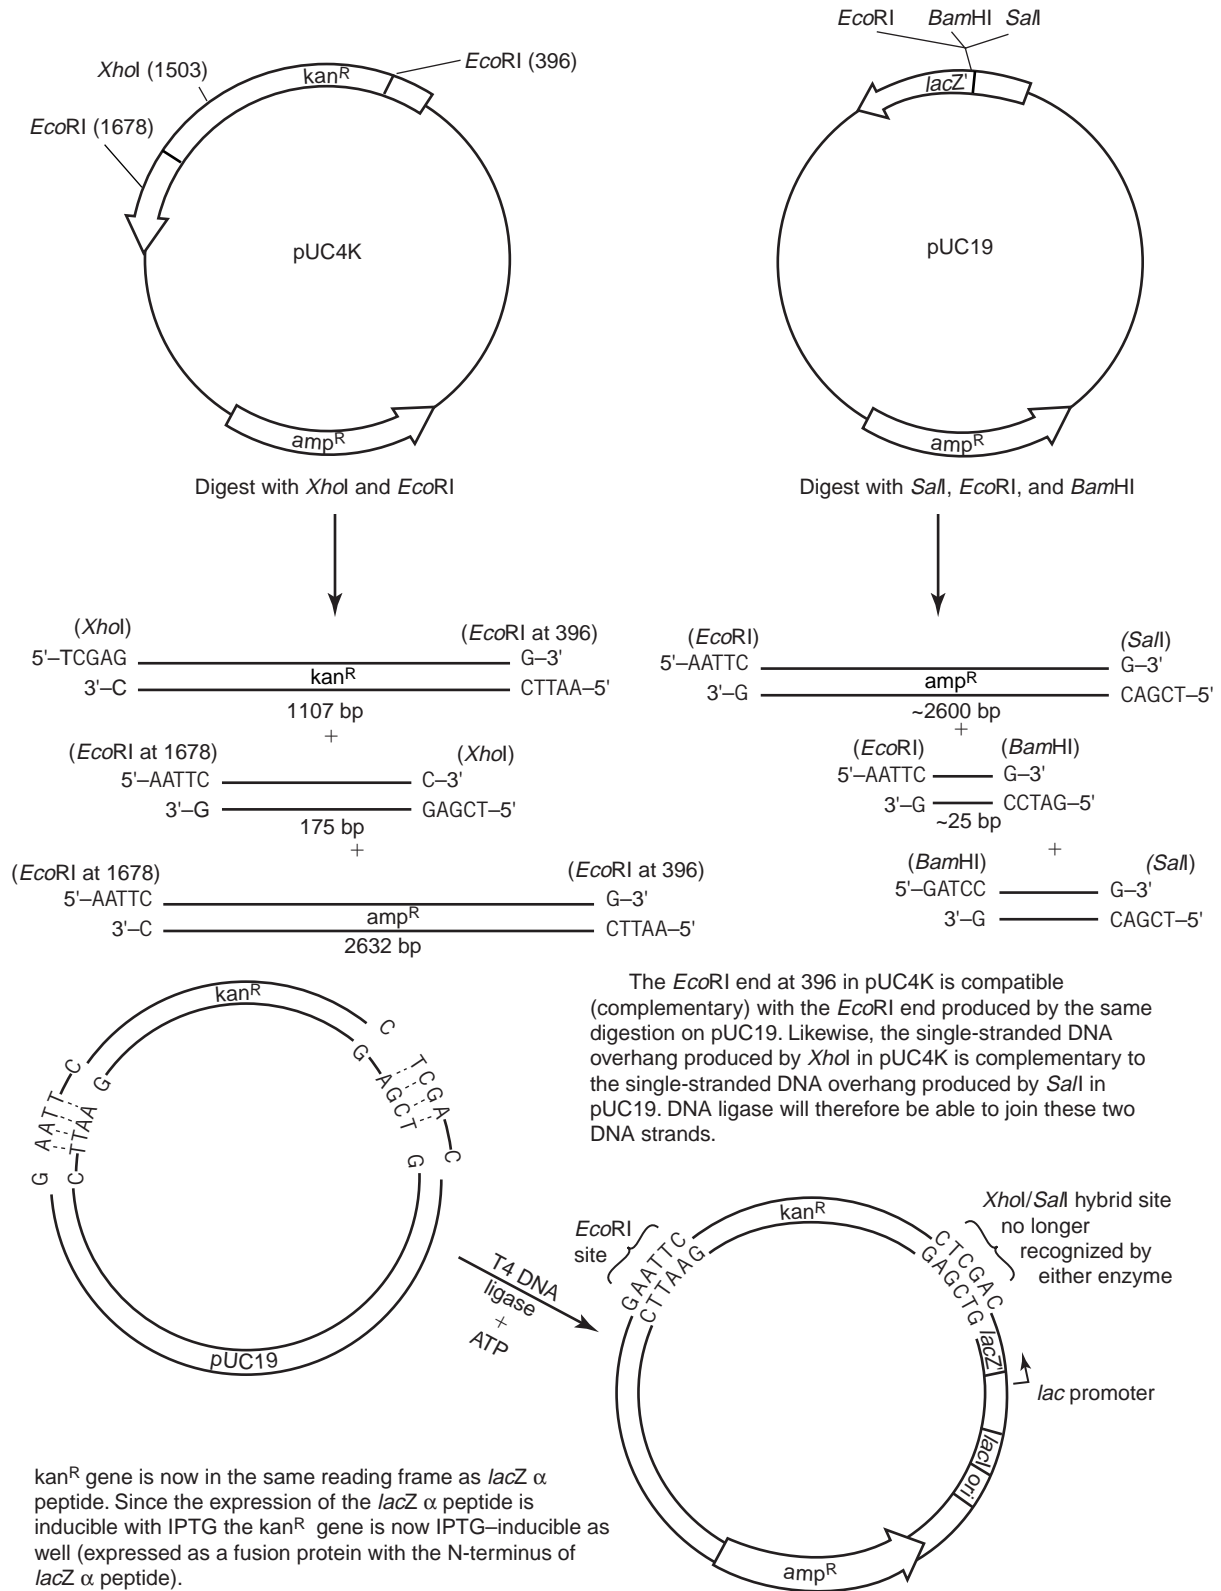 EcoRI BamHI SalI
XhoI (1503)
kanR
EcoRI (396)
EcoRI (1678)
lacZ'
pUC4K
pUC19
ampR
ampR
Digest with XhoI and EcoRI
Digest with SalI, EcoRI, and BamHI
(XhoI)
(EcoRI at 396)
5'–TCGAG
G–3'
kanR
3'–C
CTTAA–5'
1107 bp
+
(EcoRI at 1678)
(XhoI)
5'–AATTC
C–3'
3'–G
GAGCT–5'
175 bp
+
(EcoRI at 1678)
(EcoRI at 396)
5'–AATTC
G–3'
ampR
3'–C
CTTAA–5'
2632 bp
(EcoRI)
(SalI)
5'–AATTC
G–3'
ampR
3'–G
CAGCT–5'
~2600 bp
+
(EcoRI)
(BamHI)
5'–AATTC
G–3'
3'–G
CCTAG–5'
~25 bp
+
(BamHI)
(SalI)
5'–GATCC
G–3'
3'–G
CAGCT–5'
The EcoRI end at 396 in pUC4K is compatible
(complementary) with the EcoRI end produced by the same
digestion on pUC19. Likewise, the single-stranded DNA
overhang produced by XhoI in pUC4K is complementary to
the single-stranded DNA overhang produced by SalI in
pUC19. DNA ligase will therefore be able to join these two
DNA strands.
kanR
G AATT C
C TTAA G
C TCGA C
G AGCT G
pUC19
T4 DNA
ligase
+
ATP
EcoRI
site
kanR
XhoI/SalI hybrid site
no longer
recognized by
either enzyme
GAATTC
CTTAAG
CTCGAC
GAGCTG
lacZ'
lac promoter
lacI
ori
ampR
kanR gene is now in the same reading frame as lacZ α
peptide. Since the expression of the lacZ α peptide is
inducible with IPTG the kanR gene is now IPTG–inducible as
well (expressed as a fusion protein with the N-terminus of
lacZ α peptide).